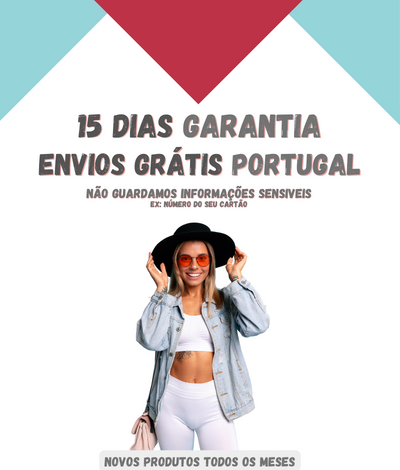 15 DIAS GARANTIA
ENVIOS GRÁTIS PORTUGAL
NÃO GUARDAMOS INFORMAÇÕES SENSIVEIS
EX: NÚMERO DO SEU CARTÃO
NOVOS PRODUTOS TODOS OS MESES